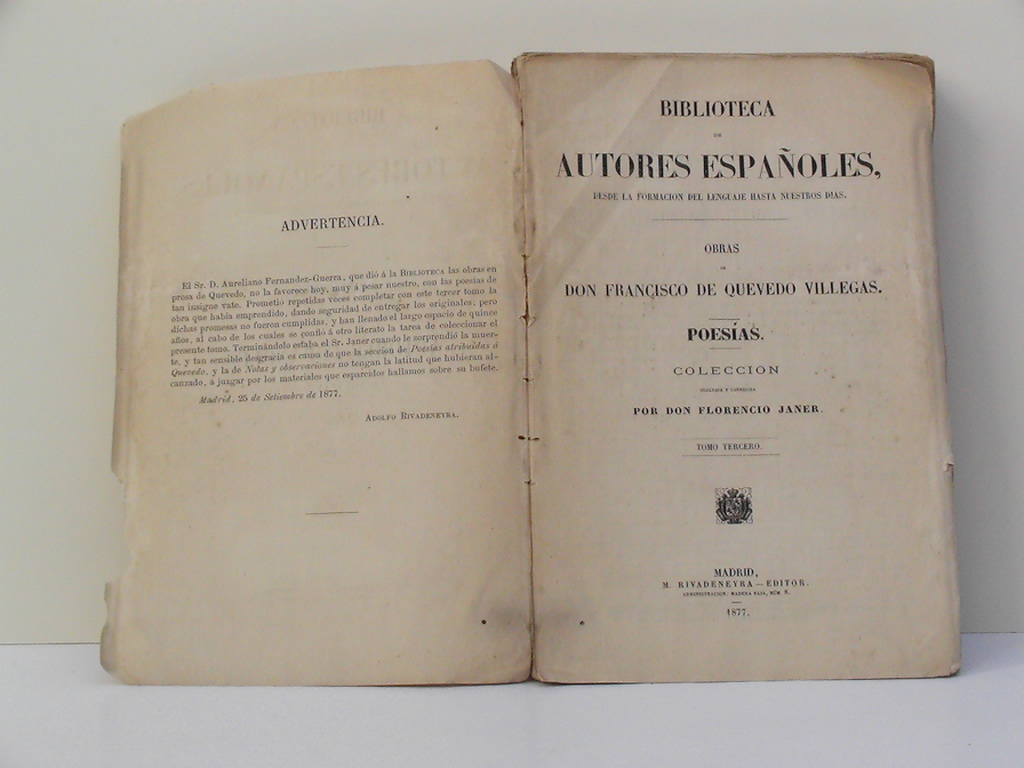 ADVERTENCIA.
El Sr. D. Aureliano Fernandez-Guerra, que dió á la BIBLIOTECA las obras en
prosa de Quevedo, no la favorece hoy, muy á pesar nuestro, con las poesías de
tan insigne vate. Prometió repetidas veces completar con este tercer tomo la
obra que habia emprendido, dando seguridad de entregar los originales; pero
dichas promesas no fueron cumplidas, y han llenado el largo espacio de quince
años, al cabo de los cuales se confió á otro literato la tarea de coleccionar el
presente tomo. Terminándolo estaba el Sr. Janer cuando le sorprendió la muer-
te, y tan sensible desgracia es causa de que la seccion de Poesías atribuidas á
Quevedo, y la de Notas y observaciones no tengan la latitud que hubieran al-
canzado, á juzgar por los materiales que esparcidos hallamos sobre su bufete.
Madrid, 25 de Setiembre de 1877.
ADOLFO RIVADENEYRA.
BIBLIOTECA
DE
AUTORES ESPAÑOLES,
DESDE LA FORMACION DEL LENGUAJE HASTA NUESTROS DIAS.
OBRAS
DE
DON FRANCISCO DE QUEVEDO VILLEGAS.
POESÍAS.
COLECCION
ORDENADA Y CORREGIDA
POR DON FLORENCIO JANER.
TOMO TERCERO.
MADRID,
M. RIVADENEYRA — EDITOR.
ADMINISTRACION: MADERA BAJA, NÚM 8.
1877.